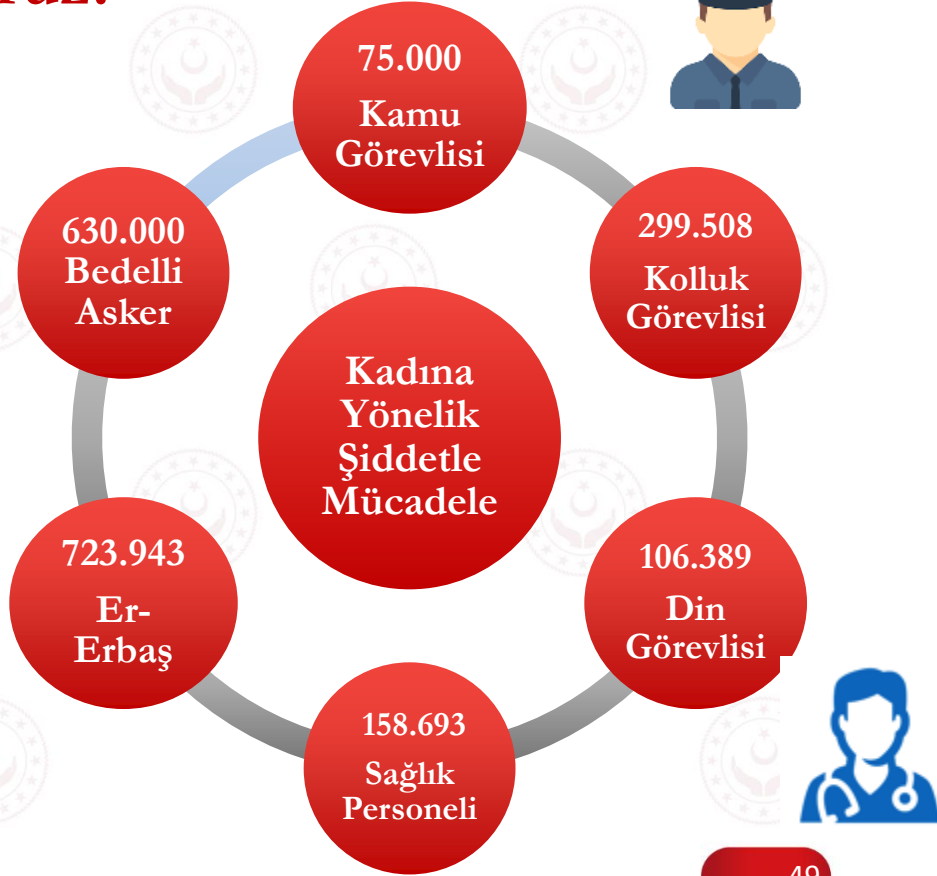 75.000
Kamu
Görevlisi
299.508
Kolluk
Görevlisi
106.389
Din
Görevlisi
158.693
Sağlık
Personeli
723.943
Er-
Erbaş
630.000
Bedelli
Asker
Kadına
Yönelik
Şiddetle
Mücadele